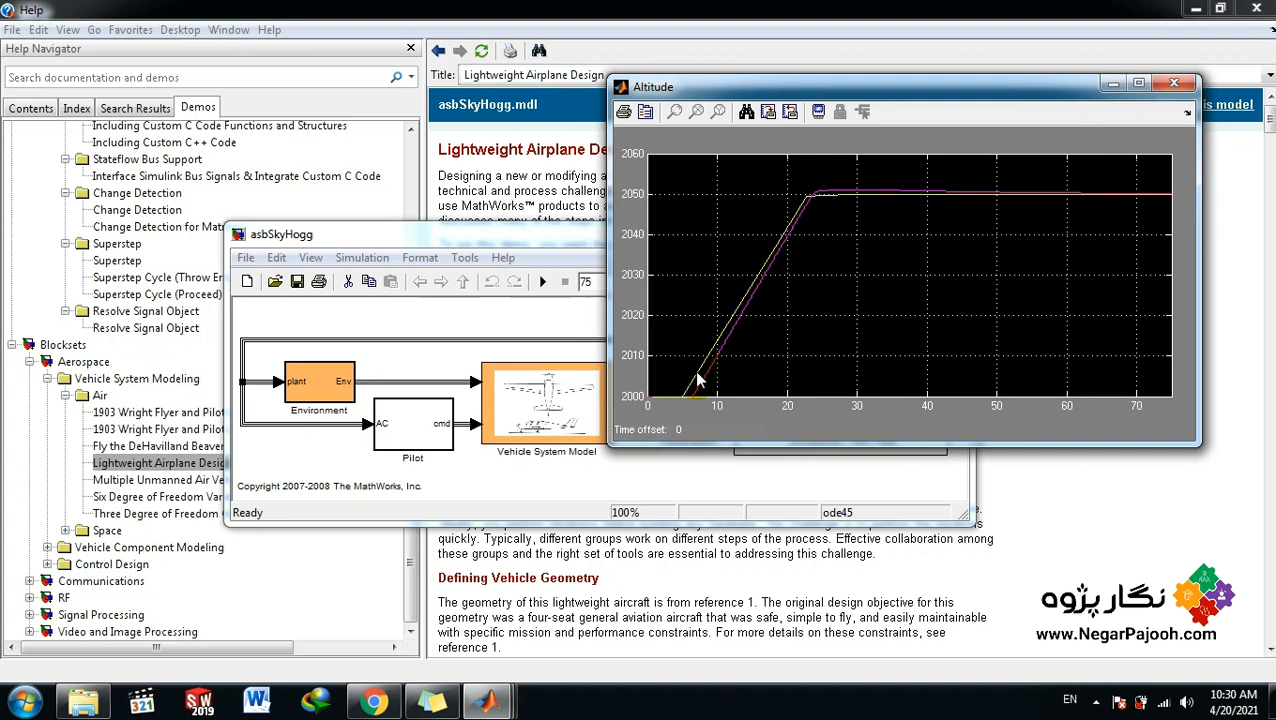 Help
File Edit View Go Favorites Desktop Window Help
Help Navigator
Search documentation and demos
Contents Index Search Results Demos
Including Custom C Code Functions and Structures
Including Custom C++ Code
Stateflow Bus Support
Interface Simulink Bus Signals & Integrate Custom C Code
Change Detection
Change Detection
Change Detection for Mat
Superstep
Superstep
Superstep Cycle (Throw Er
Superstep Cycle (Proceed)
Resolve Signal Object
Resolve Signal Object
Blocksets
Aerospace
Vehicle System Modeling
Air
1903 Wright Flyer and Pilot
1903 Wright Flyer and Pilot
Fly the DeHavilland Beaver
Lightweight Airplane Desig
Multiple Unmanned Air Ve
Six Degree of Freedom
Three Degree of Freedom
Space
Vehicle Component Modeling
Control Design
Communications
RF
Signal Processing
Video and Image Processing
Title: Lightweight Airplane Design
asbSkyHogg.mdl
is model
Lightweight Airplane De
Designing a new or modifying a
technical and process challeng
use MathWorks™ products to a
asbSkyHogg
File Edit View Simulation Format Tools Help
75
plant Env
Environment
AC cmd
Pilot
Vehicle System Model
Copyright 2007-2008 The MathWorks, Inc.
Ready 100% ode45
Altitude
2060
2050
2040
2030
2020
2010
2000
0 10 20 30 40 50 60 70
Time offset: 0
quickly. Typically, different groups work on different steps of the process. Effective collaboration among
these groups and the right set of tools are essential to addressing this challenge.
Defining Vehicle Geometry
The geometry of this lightweight aircraft is from reference 1. The original design objective for this
geometry was a four-seat general aviation aircraft that was safe, simple to fly, and easily maintainable
with specific mission and performance constraints. For more details on these constraints, see
reference 1.
نگار پژوه
www.NegarPajooh.com
321
SW
2019
EN
10:30 AM
4/20/2021